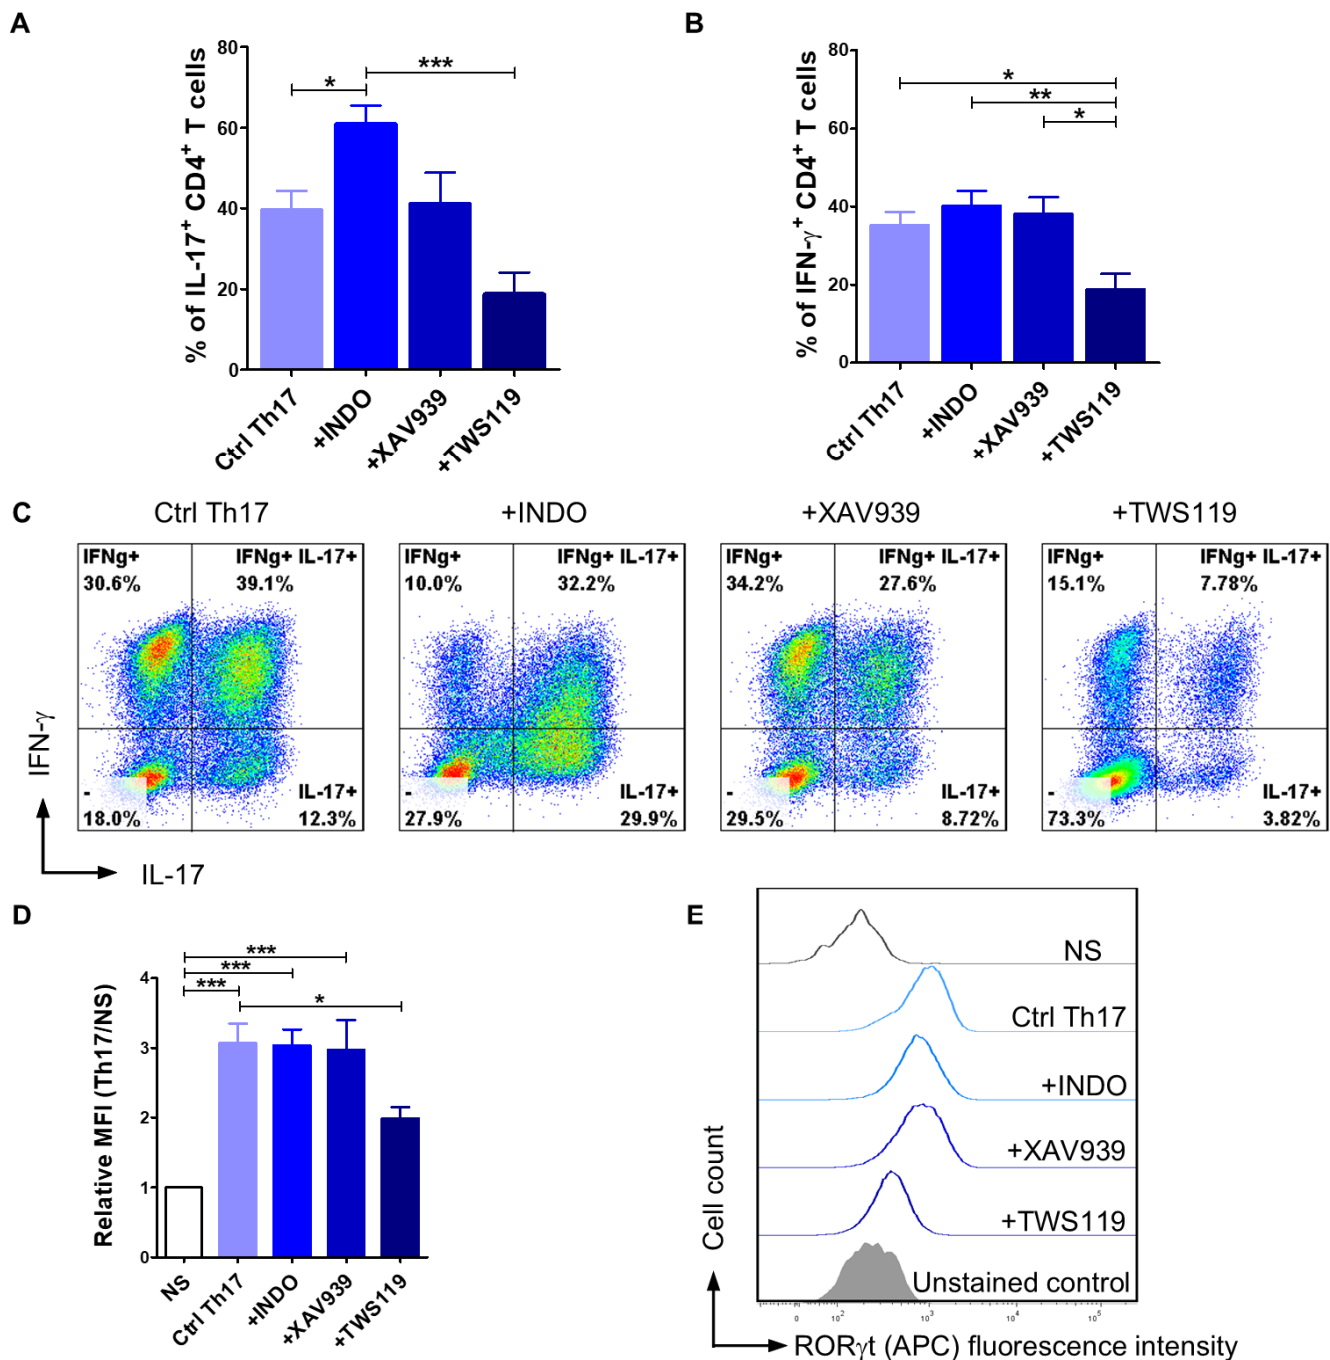 A
% of IL-17+ CD4+ T cells
80
60
40
20
0
*
***
Ctrl Th17
+INDO
+XAV939
+TWS119
B
% of IFN-γ+ CD4+ T cells
80
60
40
20
0
*
**
*
Ctrl Th17
+INDO
+XAV939
+TWS119
C
Ctrl Th17
+INDO
+XAV939
+TWS119
IFNg+
IFNg+ IL-17+
30.6%
39.1%
-
IL-17+
18.0%
12.3%
IFNg+
IFNg+ IL-17+
10.0%
32.2%
-
IL-17+
27.9%
29.9%
IFNg+
IFNg+ IL-17+
34.2%
27.6%
-
IL-17+
29.5%
8.72%
IFNg+
IFNg+ IL-17+
15.1%
7.78%
-
IL-17+
73.3%
3.82%
IFN-γ
IL-17
D
Relative MFI (Th17/NS)
4
3
2
1
0
***
***
***
*
NS
Ctrl Th17
+INDO
+XAV939
+TWS119
E
Cell count
NS
Ctrl Th17
+INDO
+XAV939
+TWS119
Unstained control
0
10²
10³
10⁴
10⁵
RORγt (APC) fluorescence intensity